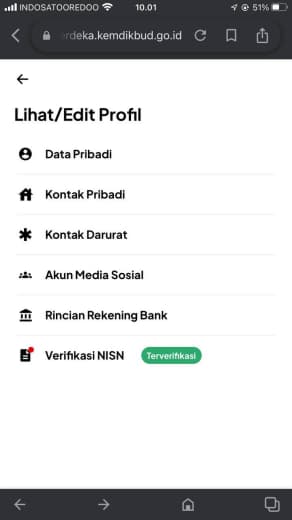 INDOSATOOREDOO 10.01 51%
erdeka.kemdikbud.go.id
Lihat/Edit Profil
Data Pribadi
Kontak Pribadi
Kontak Darurat
Akun Media Sosial
Rincian Rekening Bank
Verifikasi NISN Terverifikasi